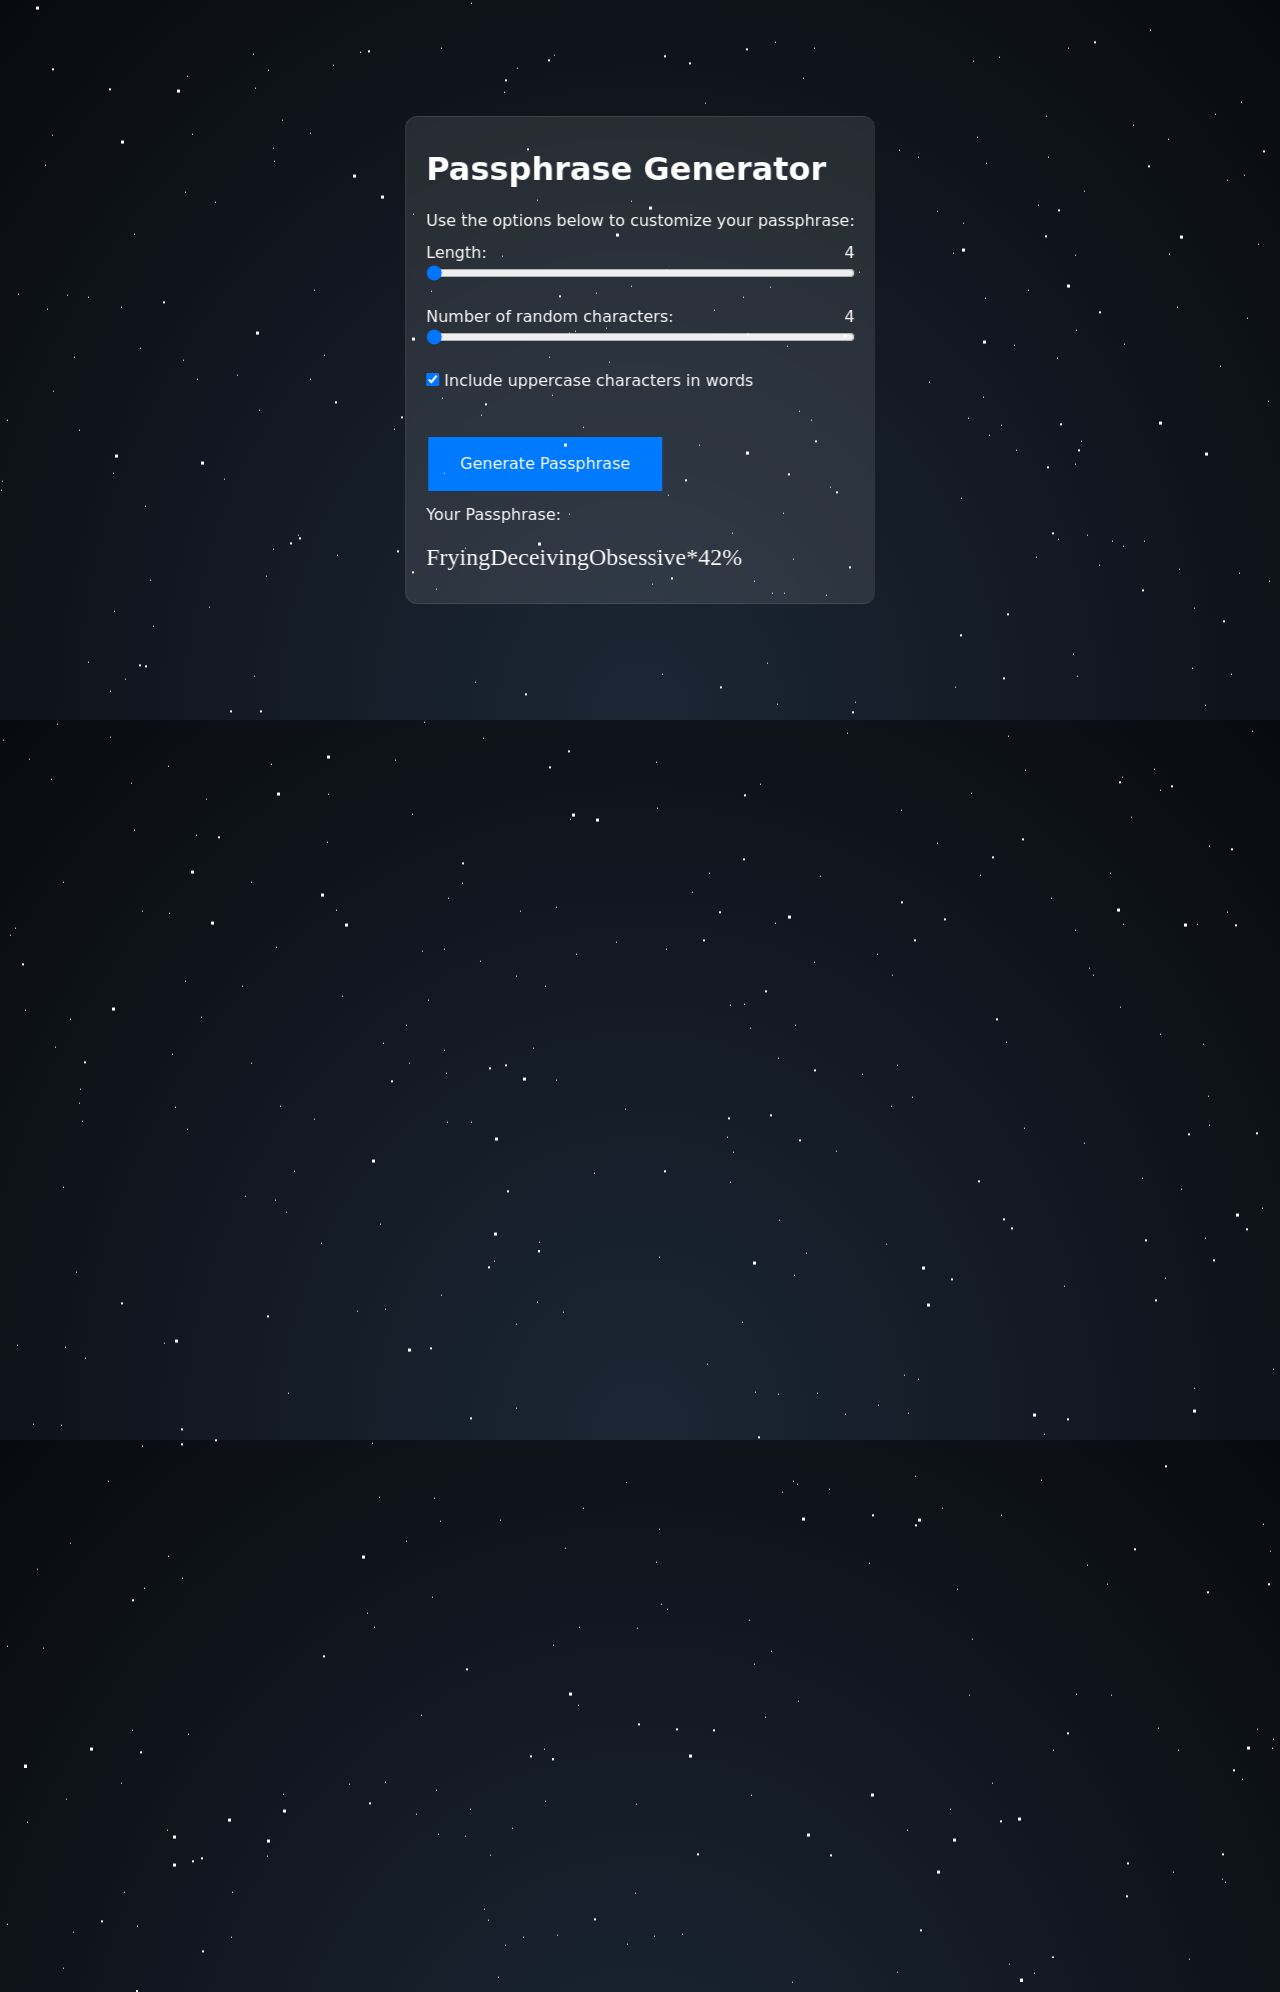 Passphrase Generator
Use the options below to customize your passphrase:
Length: 4
Number of random characters: 4
Include uppercase characters in words
Generate Passphrase
Your Passphrase:
FryingDeceivingObsessive*42%